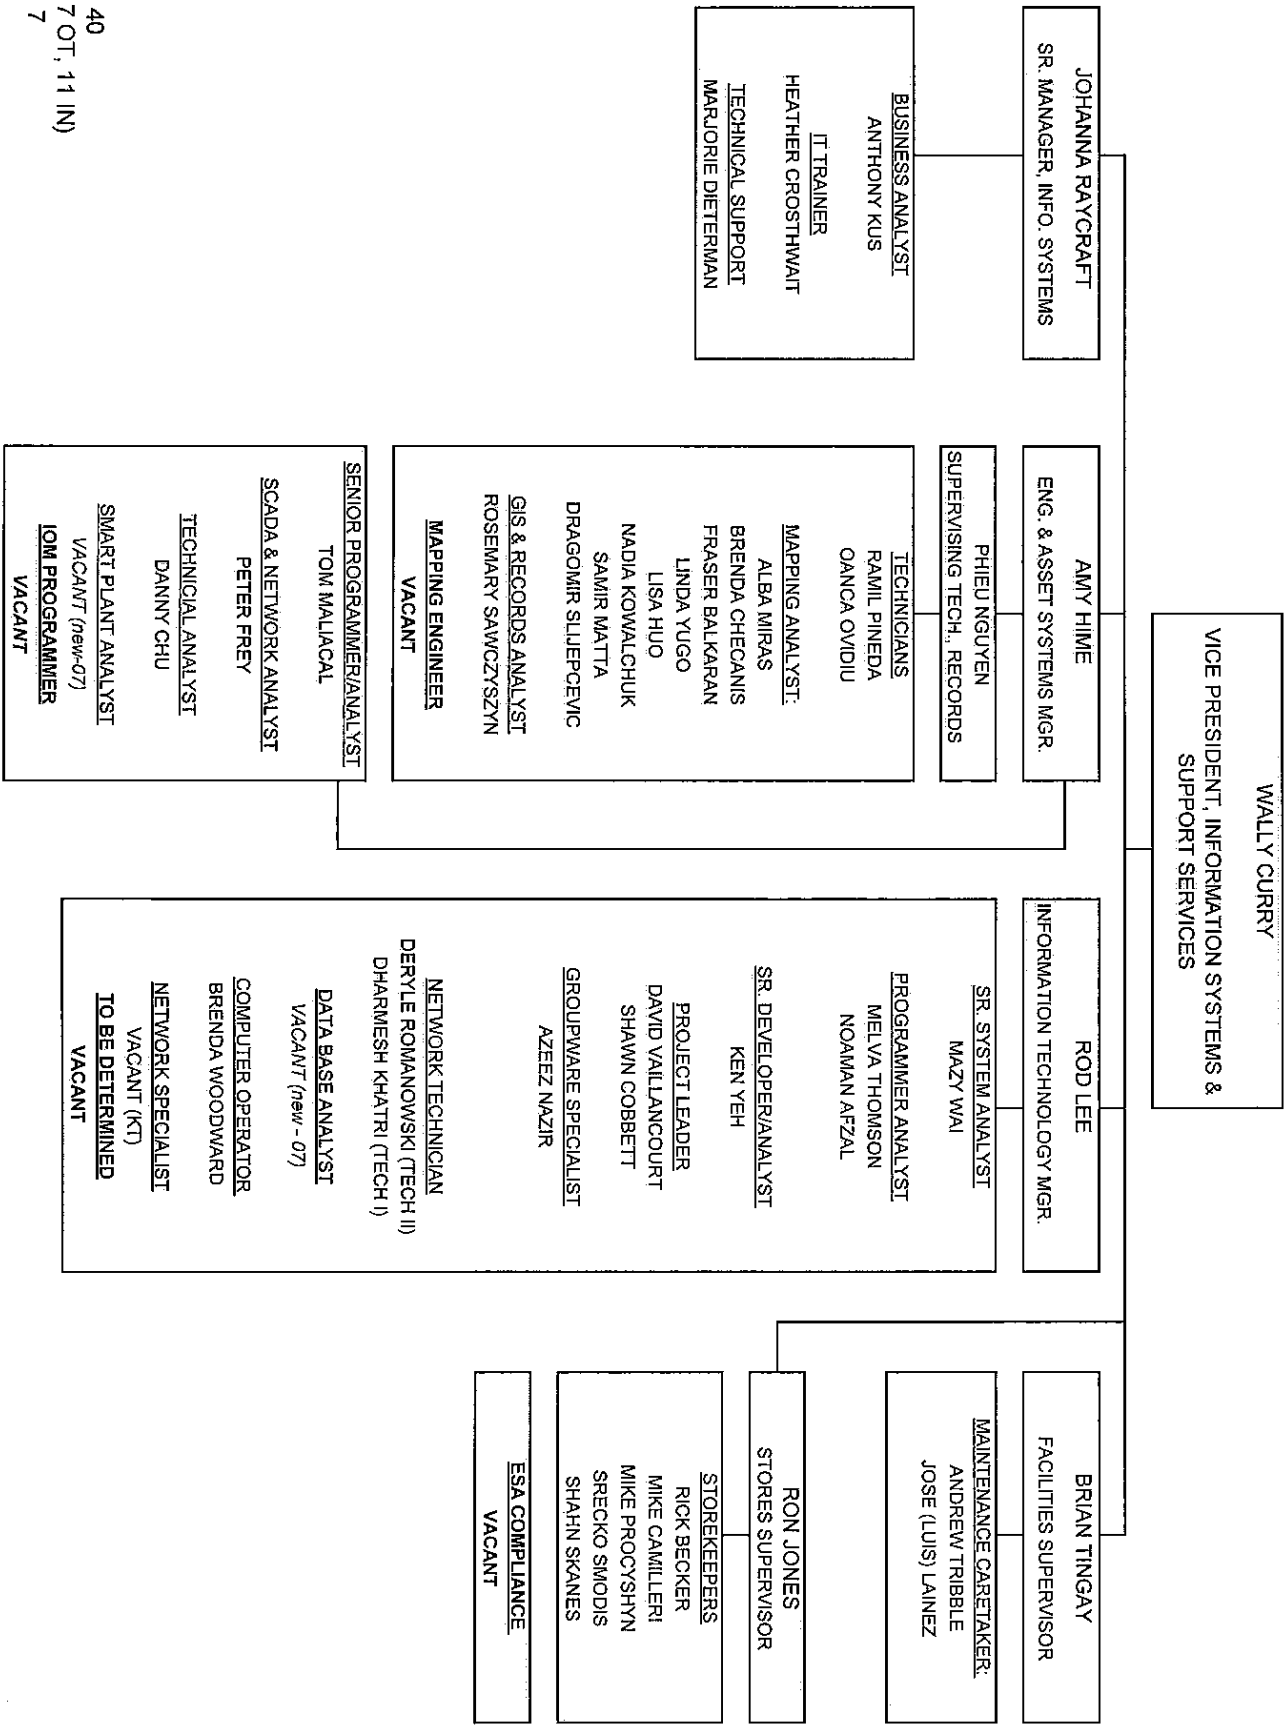 WALLY CURRY
VICE PRESIDENT, INFORMATION SYSTEMS &
SUPPORT SERVICES
JOHANNA RAYCRAFT
SR. MANAGER, INFO. SYSTEMS
BUSINESS ANALYST
ANTHONY KUS
IT TRAINER
HEATHER CROSTHWAIT
TECHNICAL SUPPORT
MARJORIE DIETERMAN
AMY HIME
ENG. & ASSET SYSTEMS MGR.
PHIEU NGUYEN
SUPERVISING TECH., RECORDS
TECHNICIANS
RAMIL PINEDA
OANCA OVIDIU
MAPPING ANALYST:
ALBA MIRAS
BRENDA CHECANIS
FRASER BALKARAN
LINDA YUGO
LISA HUO
NADIA KOWALCHUK
SAMIR MATTA
DRAGOMIR SLIJEPCEVIC
GIS & RECORDS ANALYST
ROSEMARY SAWCZYSZYN
MAPPING ENGINEER
VACANT
SENIOR PROGRAMMER/ANALYST
TOM MALIACAL
SCADA & NETWORK ANALYST
PETER FREY
TECHNICIAL ANALYST
DANNY CHU
SMART PLANT ANALYST
VACANT (new-07)
IOM PROGRAMMER
VACANT
ROD LEE
INFORMATION TECHNOLOGY MGR.
SR. SYSTEM ANALYST
MAZY WAI
PROGRAMMER ANALYST
MELVA THOMSON
NOAMAN AFZAL
SR. DEVELOPER/ANALYST
KEN YEH
PROJECT LEADER
DAVID VAILLANCOURT
SHAWN COBBETT
GROUPWARE SPECIALIST
AZEEZ NAZIR
NETWORK TECHNICIAN
DERYLE ROMANOWSKI (TECH II)
DHARMESH KHATRI (TECH I)
DATA BASE ANALYST
VACANT (new - 07)
COMPUTER OPERATOR
BRENDA WOODWARD
NETWORK SPECIALIST
VACANT (KT)
TO BE DETERMINED
VACANT
BRIAN TINGAY
FACILITIES SUPERVISOR
MAINTENANCE CARETAKER:
ANDREW TRIBBLE
JOSE (LUIS) LAINEZ
RON JONES
STORES SUPERVISOR
STOREKEEPERS
RICK BECKER
MIKE CAMILLERI
MIKE PROCYSHYN
SRECKO SMODIS
SHAHN SKANES
ESA COMPLIANCE
VACANT
40
7 OT, 11 IN)
7